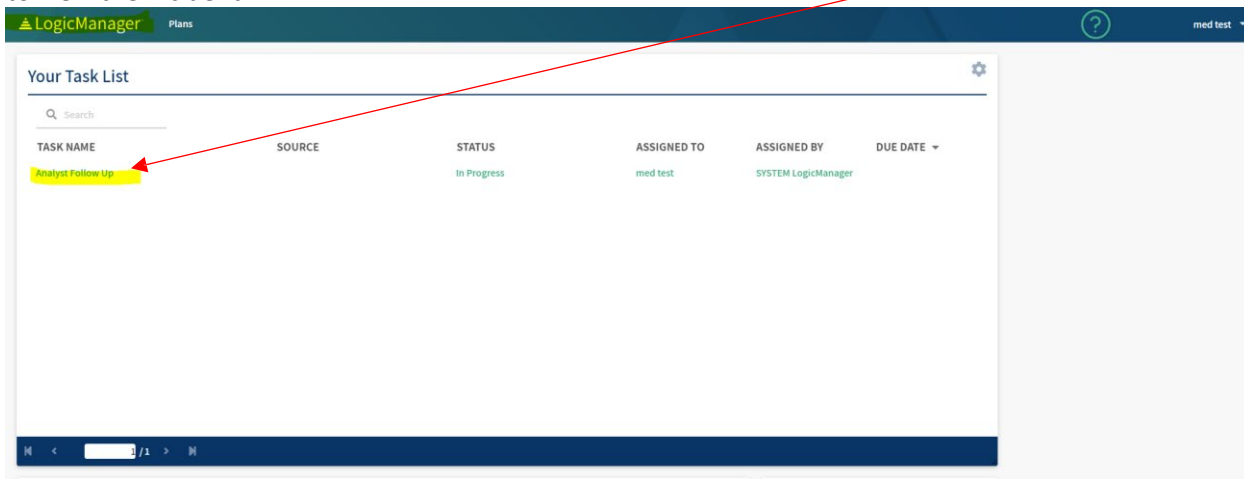 LogicManager Plans ? med test
Your Task List
Search
TASK NAME SOURCE STATUS ASSIGNED TO ASSIGNED BY DUE DATE
Analyst Follow Up In Progress med test SYSTEM LogicManager
1 /1